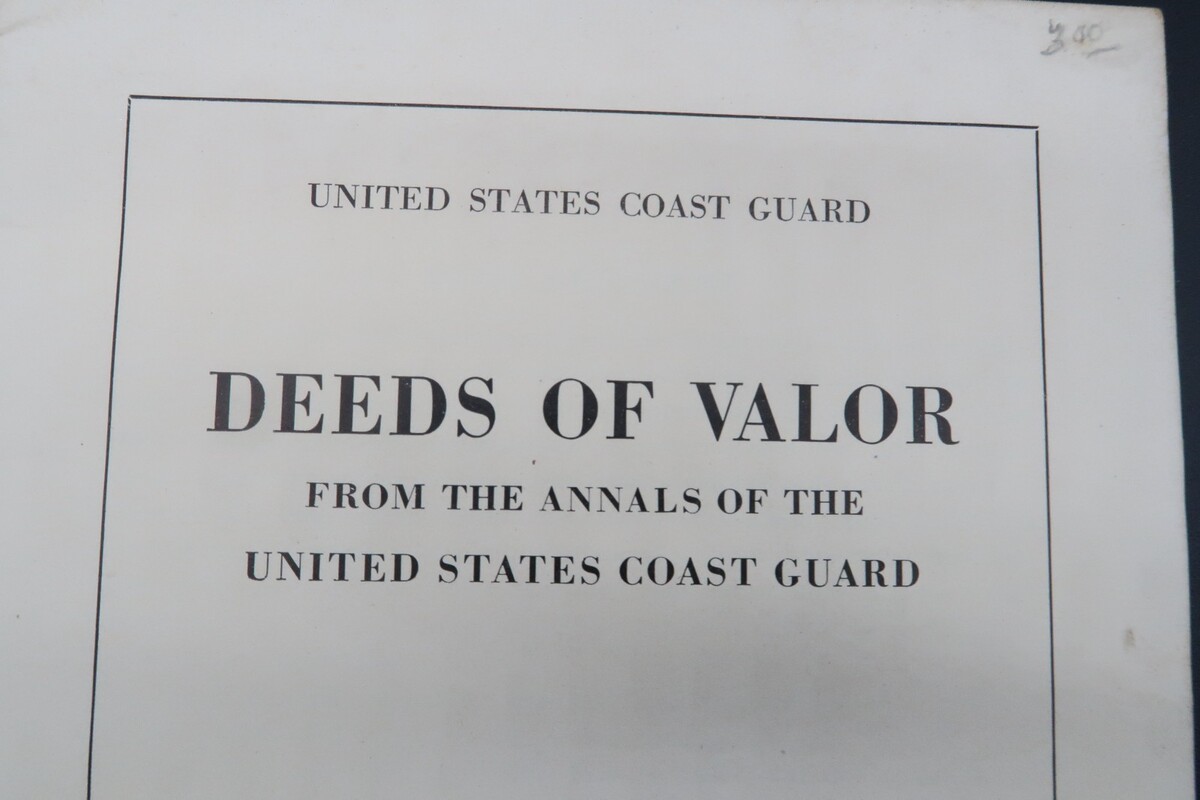 3.00
UNITED STATES COAST GUARD
DEEDS OF VALOR
FROM THE ANNALS OF THE
UNITED STATES COAST GUARD